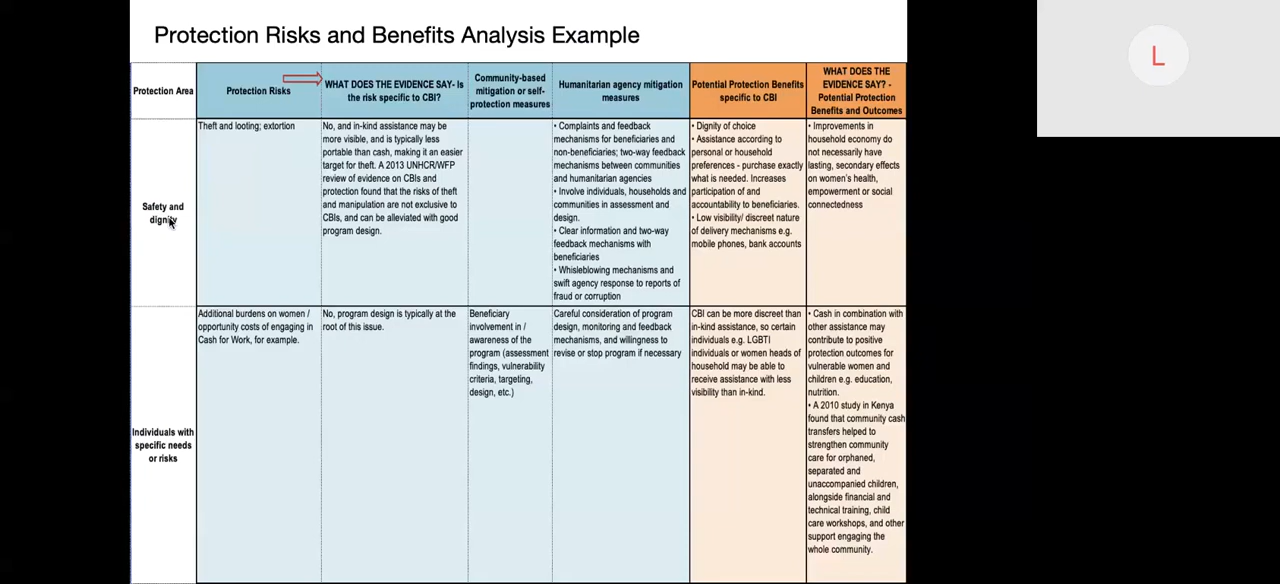 Protection Risks and Benefits Analysis Example
L
Protection Area
Protection Risks
WHAT DOES THE EVIDENCE SAY- Is
the risk specific to CBI?
Community-based
mitigation or self-
protection measures
Humanitarian agency mitigation
measures
Potential Protection Benefits
specific to CBI
WHAT DOES THE
EVIDENCE SAY? -
Potential Protection
Benefits and Outcomes
Safety and
dignity
Theft and looting; extortion
No, and in-kind assistance may be
more visible, and is typically less
portable than cash, making it an easier
target for theft. A 2013 UNHCR/WFP
review of evidence on CBIs and
protection found that the risks of theft
and manipulation are not exclusive to
CBIs, and can be alleviated with good
program design.
• Complaints and feedback
mechanisms for beneficiaries and
non-beneficiaries; two-way feedback
mechanisms between communities
and humanitarian agencies
• Involve individuals, households and
communities in assessment and
design.
• Clear information and two-way
feedback mechanisms with
beneficiaries
• Whisleblowing mechanisms and
swift agency response to reports of
fraud or corruption
• Dignity of choice
• Assistance according to
personal or household
preferences - purchase exactly
what is needed. Increases
participation of and
accountability to beneficiaries.
• Low visibility/ discreet nature
of delivery mechanisms e.g.
mobile phones, bank accounts
• Improvements in
household economy do
not necessarily have
lasting, secondary effects
on women's health,
empowerment or social
connectedness
Individuals with
specific needs
or risks
Additional burdens on women /
opportunity costs of engaging in
Cash for Work, for example.
No, program design is typically at the
root of this issue.
Beneficiary
involvement in /
awareness of the
program (assessment
findings, vulnerability
criteria, targeting,
design, etc.)
Careful consideration of program
design, monitoring and feedback
mechanisms, and willingness to
revise or stop program if necessary
CBI can be more discreet than
in-kind assistance, so certain
individuals e.g. LGBTI
individuals or women heads of
household may be able to
receive assistance with less
visibility than in-kind.
• Cash in combination with
other assistance may
contribute to positive
protection outcomes for
vulnerable women and
children e.g. education,
nutrition.
• A 2010 study in Kenya
found that community cash
transfers helped to
strengthen community
care for orphaned,
separated and
unaccompanied children,
alongside financial and
technical training, child
care workshops, and other
support engaging the
whole community.